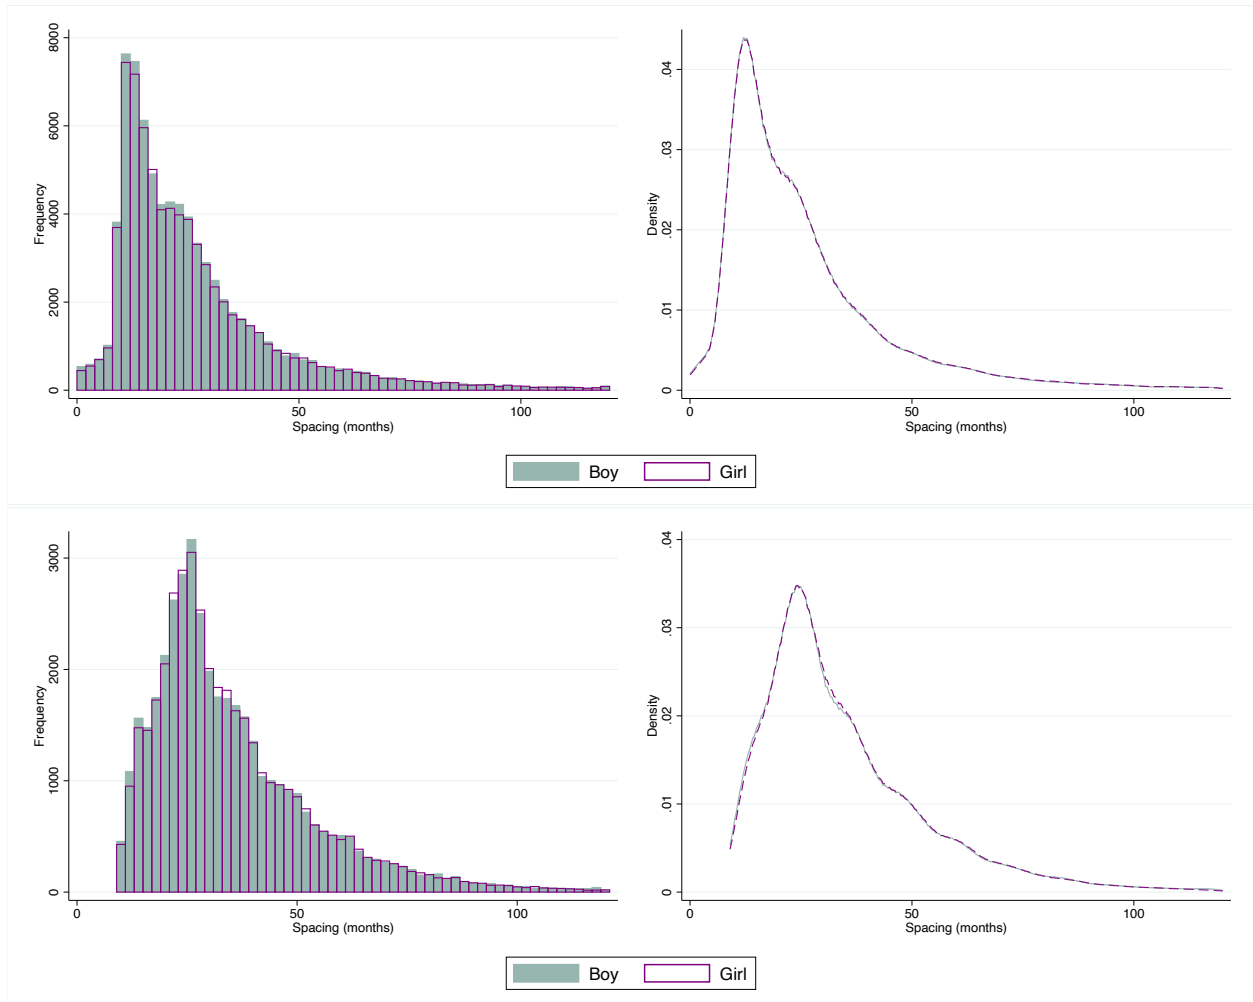 8000
6000
4000
2000
0
Frequency
0 50 100
Spacing (months)
.04
.03
.02
.01
0
Density
0 50 100
Spacing (months)
Boy Girl
3000
2000
1000
0
Frequency
0 50 100
Spacing (months)
.04
.03
.02
.01
0
Density
0 50 100
Spacing (months)
Boy Girl